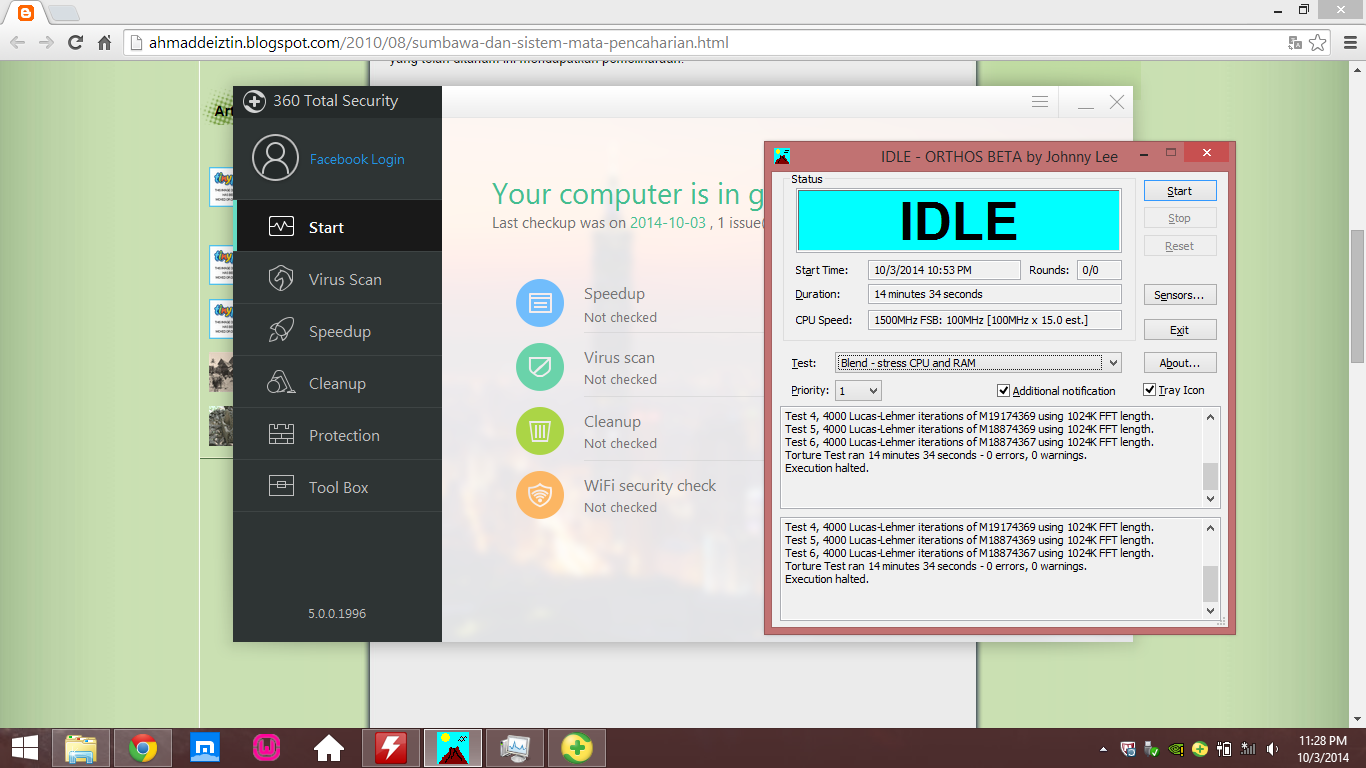 ahmaddeiztin.blogspot.com/2010/08/sumbawa-dan-sistem-mata-pencaharian.html
yang telah ditanam ini mendapatkan pemeliharaan.
360 Total Security
Facebook Login
Start
Virus Scan
Speedup
Cleanup
Protection
Tool Box
5.0.0.1996
Your computer is in g
Last checkup was on 2014-10-03 , 1 issue(
Speedup
Not checked
Virus scan
Not checked
Cleanup
Not checked
WiFi security check
Not checked
IDLE - ORTHOS BETA by Johnny Lee
Status
IDLE
Start Time: 10/3/2014 10:53 PM Rounds: 0/0
Duration: 14 minutes 34 seconds
CPU Speed: 1500MHz FSB: 100MHz [100MHz x 15.0 est.]
Start
Stop
Reset
Sensors...
Exit
Test: Blend - stress CPU and RAM About...
Priority: 1 Additional notification Tray Icon
Test 4, 4000 Lucas-Lehmer iterations of M19174369 using 1024K FFT length.
Test 5, 4000 Lucas-Lehmer iterations of M18874369 using 1024K FFT length.
Test 6, 4000 Lucas-Lehmer iterations of M18874367 using 1024K FFT length.
Torture Test ran 14 minutes 34 seconds - 0 errors, 0 warnings.
Execution halted.
Test 4, 4000 Lucas-Lehmer iterations of M19174369 using 1024K FFT length.
Test 5, 4000 Lucas-Lehmer iterations of M18874369 using 1024K FFT length.
Test 6, 4000 Lucas-Lehmer iterations of M18874367 using 1024K FFT length.
Torture Test ran 14 minutes 34 seconds - 0 errors, 0 warnings.
Execution halted.
11:28 PM
10/3/2014